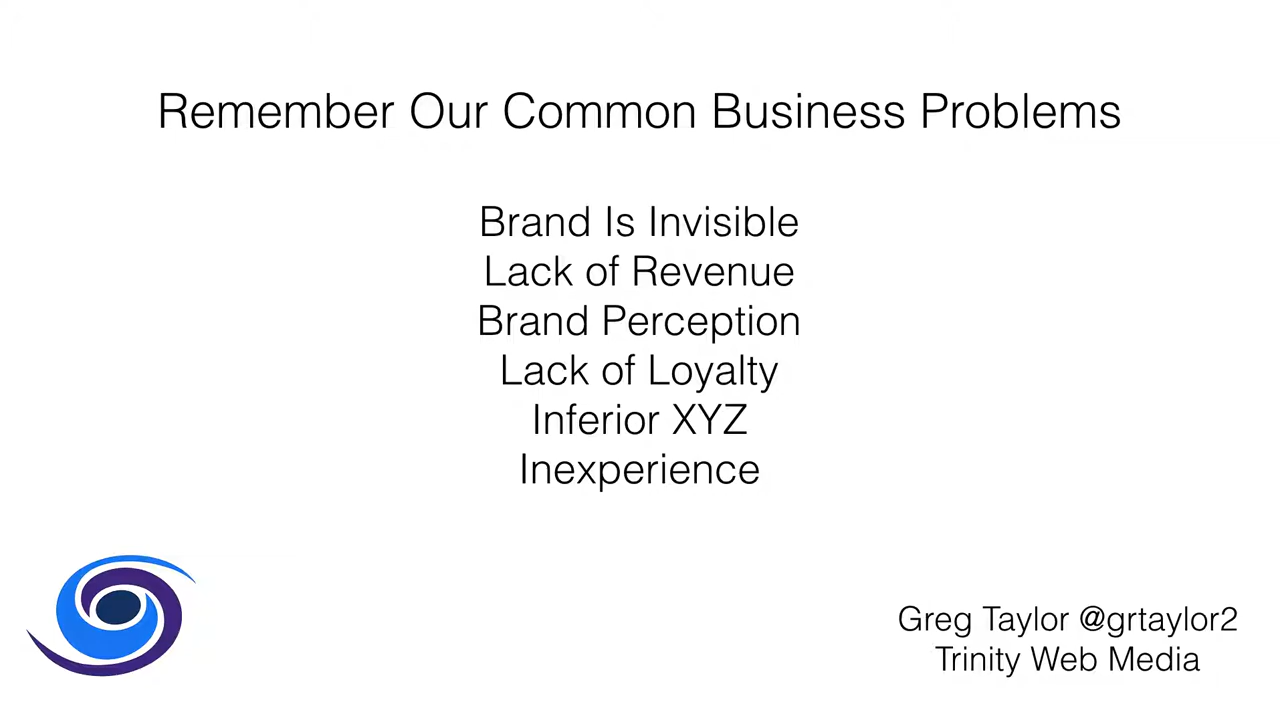 Remember Our Common Business Problems
Brand Is Invisible
Lack of Revenue
Brand Perception
Lack of Loyalty
Inferior XYZ
Inexperience
Greg Taylor @grtaylor2
Trinity Web Media